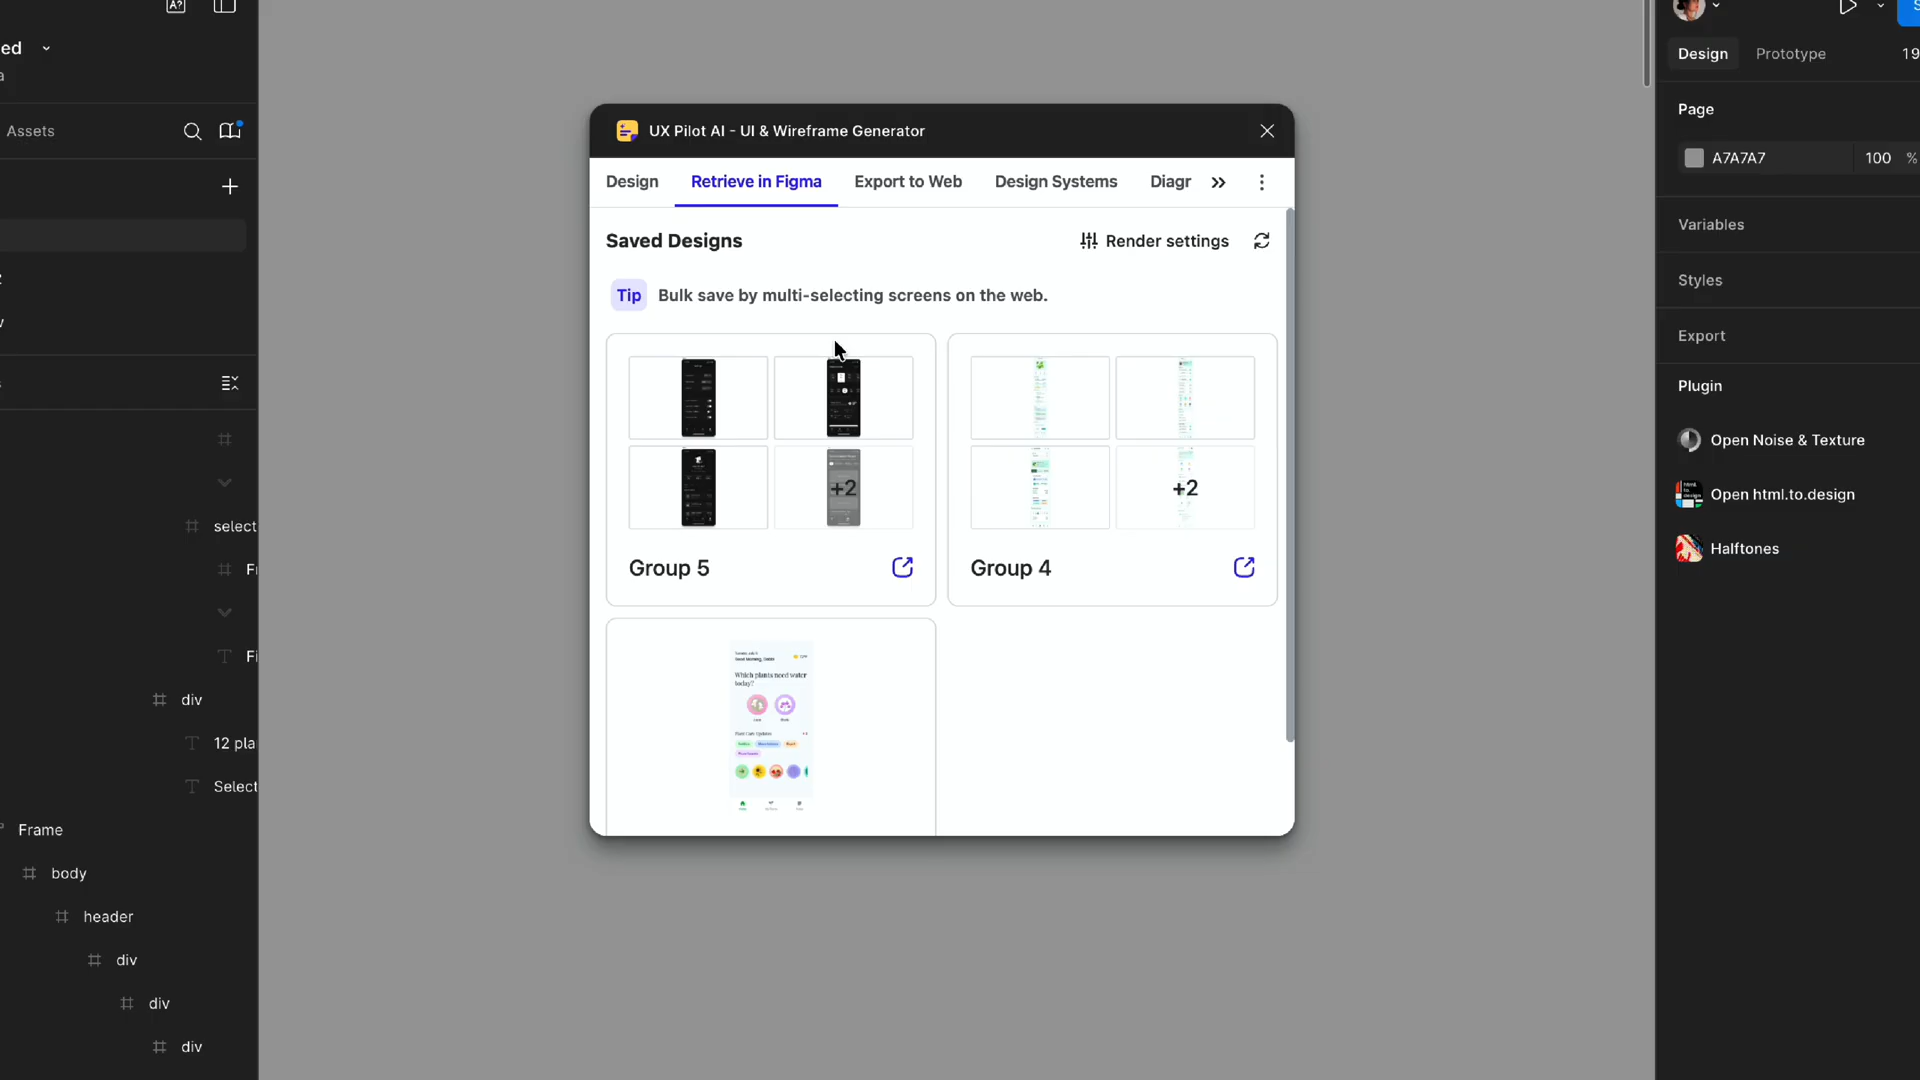 ed
a
Assets
select
Fr
Fi
div
12 pla
Select
Frame
body
header
div
div
div
UX Pilot AI - UI & Wireframe Generator
Design
Retrieve in Figma
Export to Web
Design Systems
Diagr
Saved Designs
Render settings
Tip
Bulk save by multi-selecting screens on the web.
+2
Group 5
+2
Group 4
Which plants need water
today?
Design
Prototype
19
Page
A7A7A7
100
%
Variables
Styles
Export
Plugin
Open Noise & Texture
Open html.to.design
Halftones